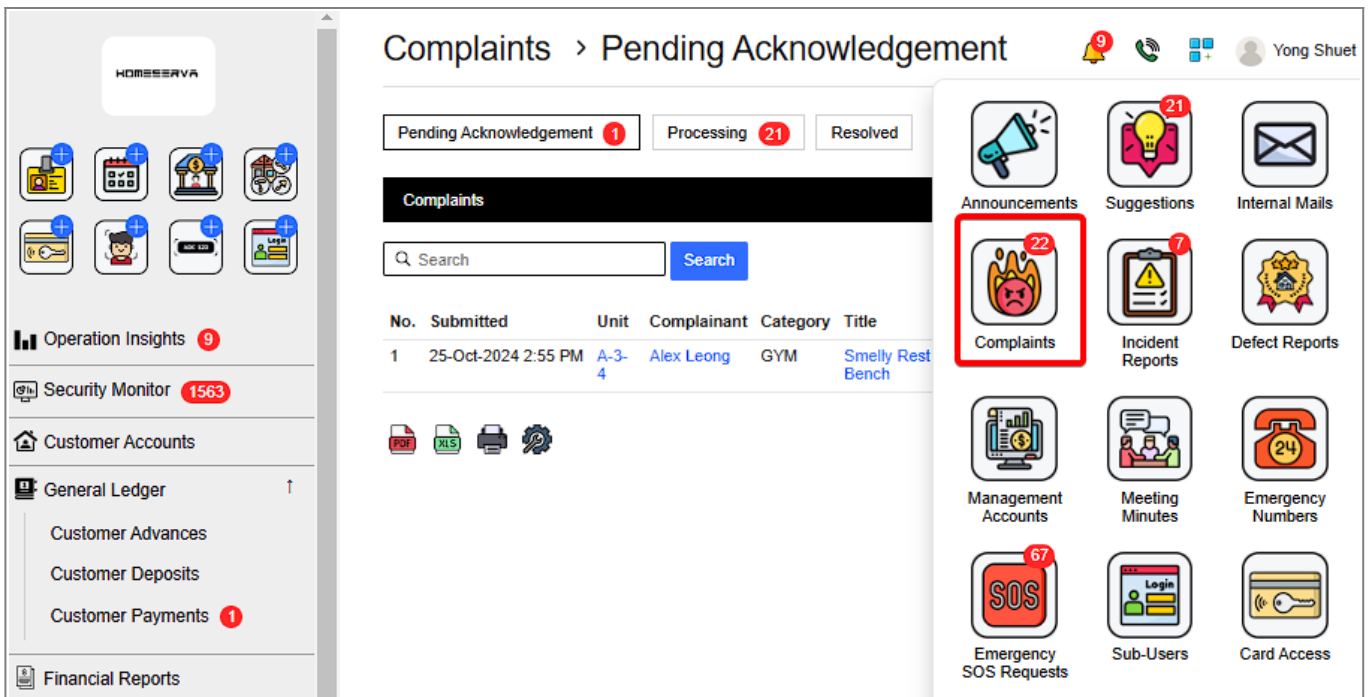 HOMESERVA
Operation Insights 9
Security Monitor 1563
Customer Accounts
General Ledger ↑
Customer Advances
Customer Deposits
Customer Payments 1
Financial Reports
Complaints > Pending Acknowledgement
9
Yong Shuet
Pending Acknowledgement 1 Processing 21 Resolved
Complaints
Search Search
No. Submitted Unit Complainant Category Title
1 25-Oct-2024 2:55 PM A-3- Alex Leong GYM Smelly Rest
4 Bench
PDF XLS
21
Announcements Suggestions Internal Mails
22 7
Complaints Incident Defect Reports
Reports
24
Management Meeting Emergency
Accounts Minutes Numbers
67
SOS Login
Emergency Sub-Users Card Access
SOS Requests